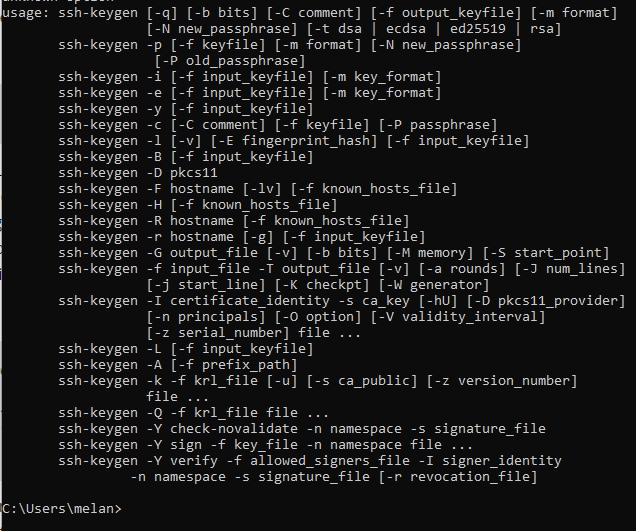 usage: ssh-keygen [-q] [-b bits] [-C comment] [-f output_keyfile] [-m format]
[-N new_passphrase] [-t dsa | ecdsa | ed25519 | rsa]
ssh-keygen -p [-f keyfile] [-m format] [-N new_passphrase]
[-P old_passphrase]
ssh-keygen -i [-f input_keyfile] [-m key_format]
ssh-keygen -e [-f input_keyfile] [-m key_format]
ssh-keygen -y [-f input_keyfile]
ssh-keygen -c [-C comment] [-f keyfile] [-P passphrase]
ssh-keygen -l [-v] [-E fingerprint_hash] [-f input_keyfile]
ssh-keygen -B [-f input_keyfile]
ssh-keygen -D pkcs11
ssh-keygen -F hostname [-lv] [-f known_hosts_file]
ssh-keygen -H [-f known_hosts_file]
ssh-keygen -R hostname [-f known_hosts_file]
ssh-keygen -r hostname [-g] [-f input_keyfile]
ssh-keygen -G output_file [-v] [-b bits] [-M memory] [-S start_point]
ssh-keygen -f input_file -T output_file [-v] [-a rounds] [-J num_lines]
[-j start_line] [-K checkpt] [-W generator]
ssh-keygen -I certificate_identity -s ca_key [-hU] [-D pkcs11_provider]
[-n principals] [-O option] [-V validity_interval]
[-z serial_number] file ...
ssh-keygen -L [-f input_keyfile]
ssh-keygen -A [-f prefix_path]
ssh-keygen -k -f krl_file [-u] [-s ca_public] [-z version_number]
file ...
ssh-keygen -Q -f krl_file file ...
ssh-keygen -Y check-novalidate -n namespace -s signature_file
ssh-keygen -Y sign -f key_file -n namespace file ...
ssh-keygen -Y verify -f allowed_signers_file -I signer_identity
-n namespace -s signature_file [-r revocation_file]
C:\Users\melan>